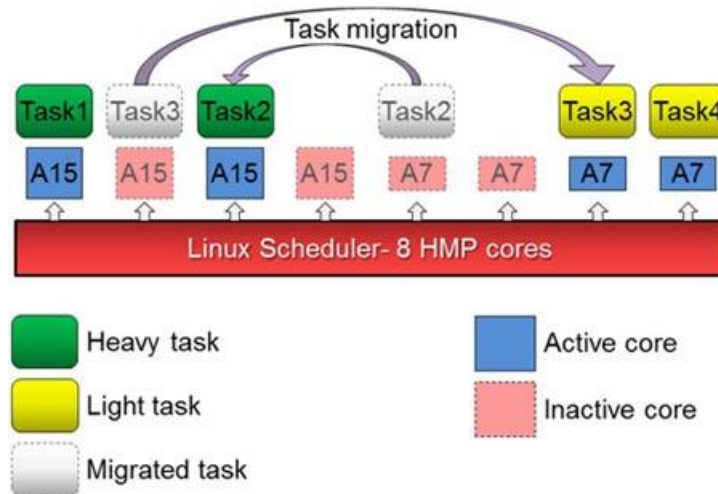 Task migration
Task1 Task3 Task2 Task2 Task3 Task4
A15 A15 A15 A15 A7 A7 A7 A7
Linux Scheduler- 8 HMP cores
Heavy task Active core
Light task Inactive core
Migrated task